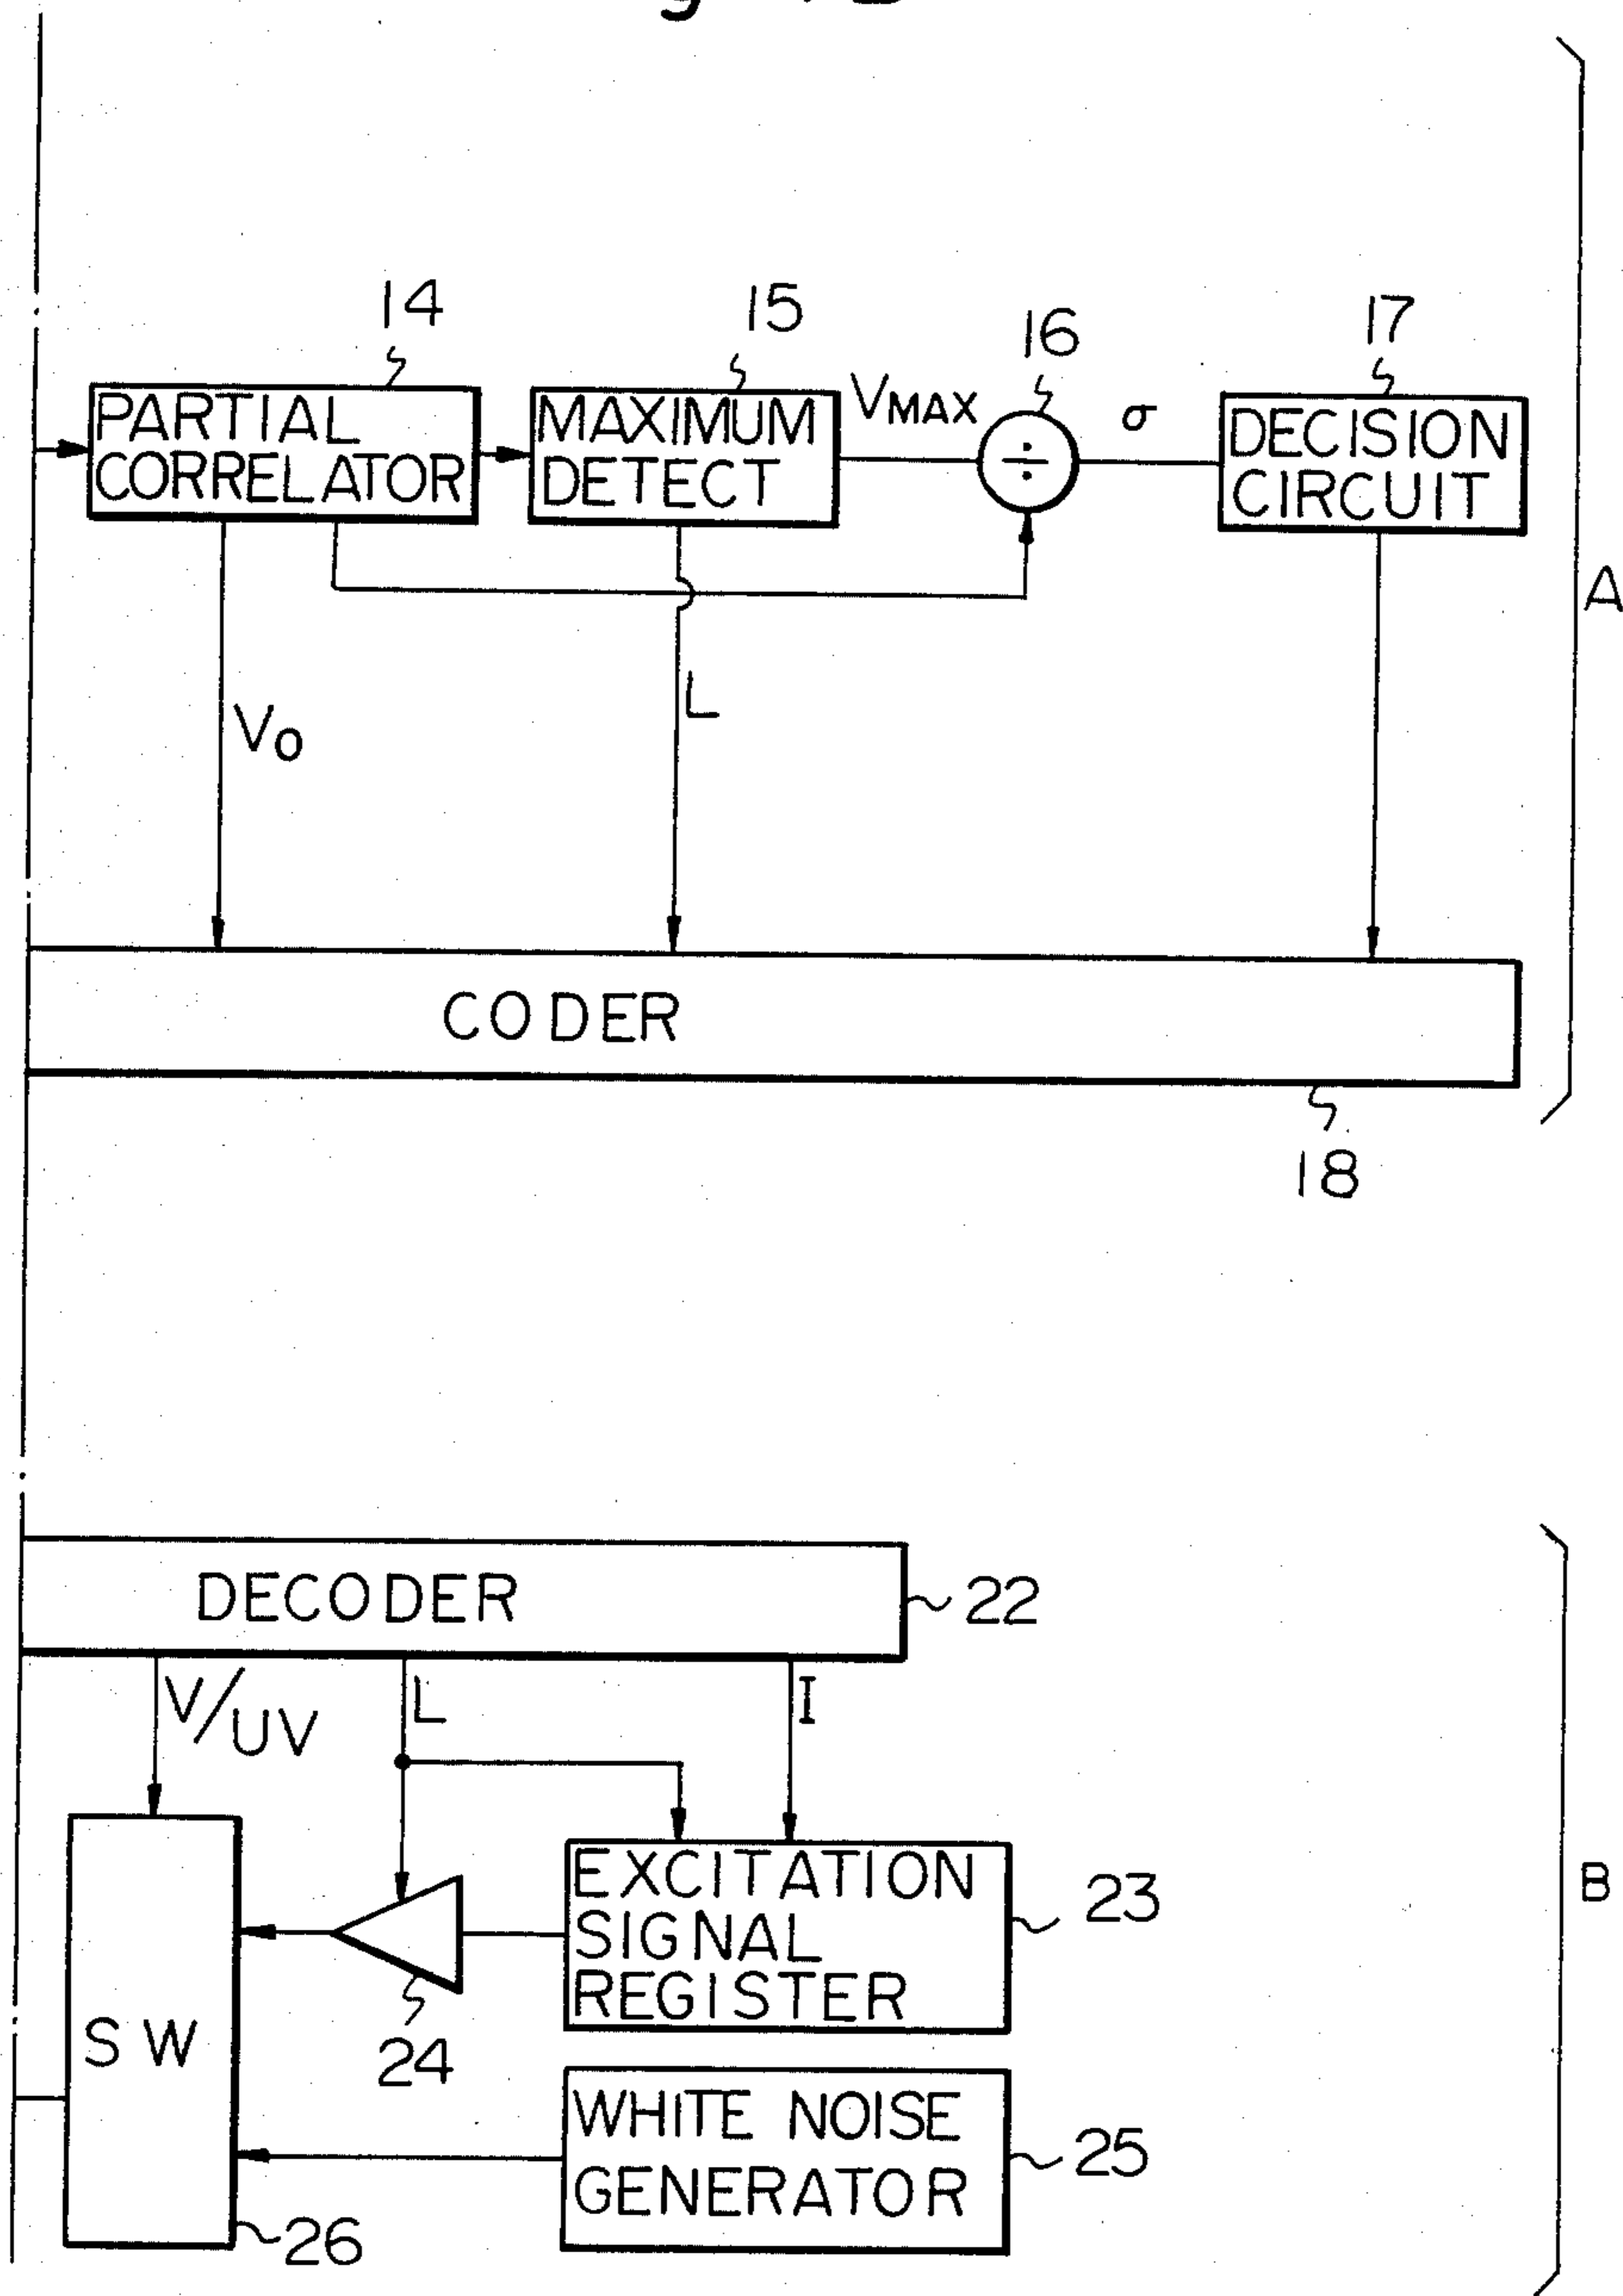 14
15
16
17
PARTIAL
CORRELATOR
MAXIMUM
DETECT
VMAX
÷
σ
DECISION
CIRCUIT
A
V0
L
CODER
18
DECODER
22
V/UV
L
I
EXCITATION
SIGNAL
REGISTER
23
B
24
SW
WHITE NOISE
GENERATOR
25
26